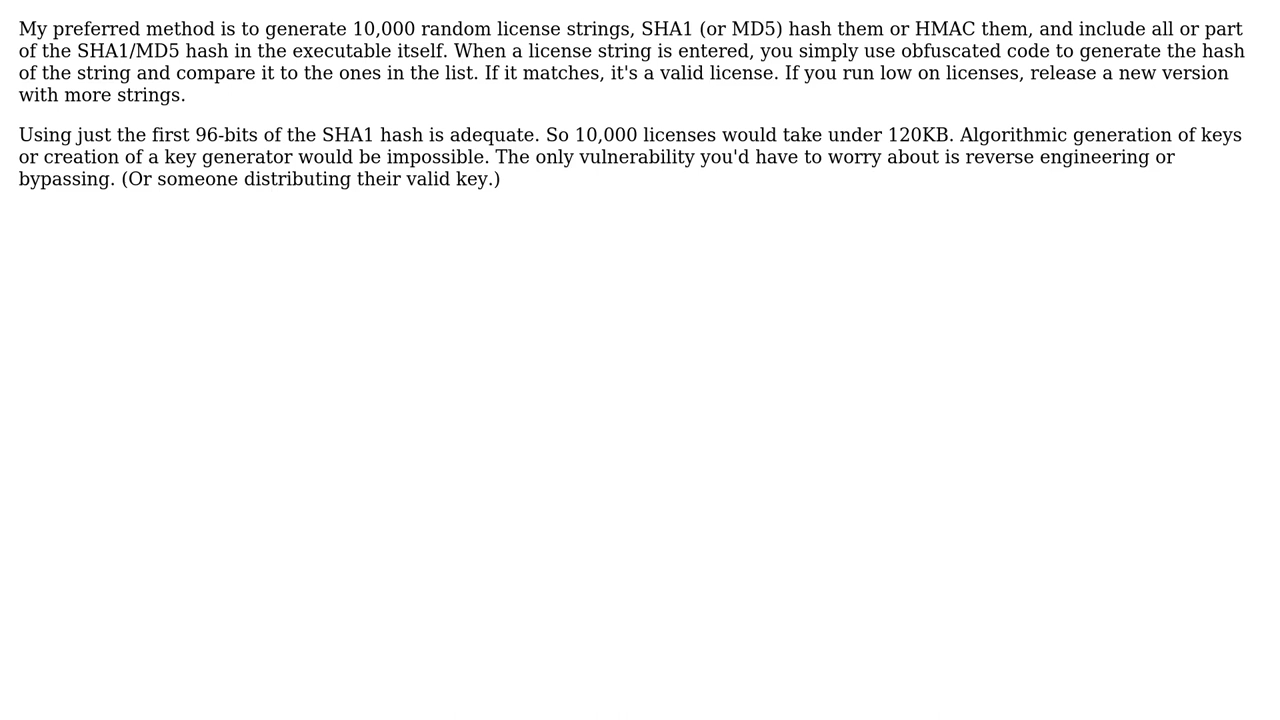 My preferred method is to generate 10,000 random license strings, SHA1 (or MD5) hash them or HMAC them, and include all or part
of the SHA1/MD5 hash in the executable itself. When a license string is entered, you simply use obfuscated code to generate the hash
of the string and compare it to the ones in the list. If it matches, it's a valid license. If you run low on licenses, release a new version
with more strings.
Using just the first 96-bits of the SHA1 hash is adequate. So 10,000 licenses would take under 120KB. Algorithmic generation of keys
or creation of a key generator would be impossible. The only vulnerability you'd have to worry about is reverse engineering or
bypassing. (Or someone distributing their valid key.)